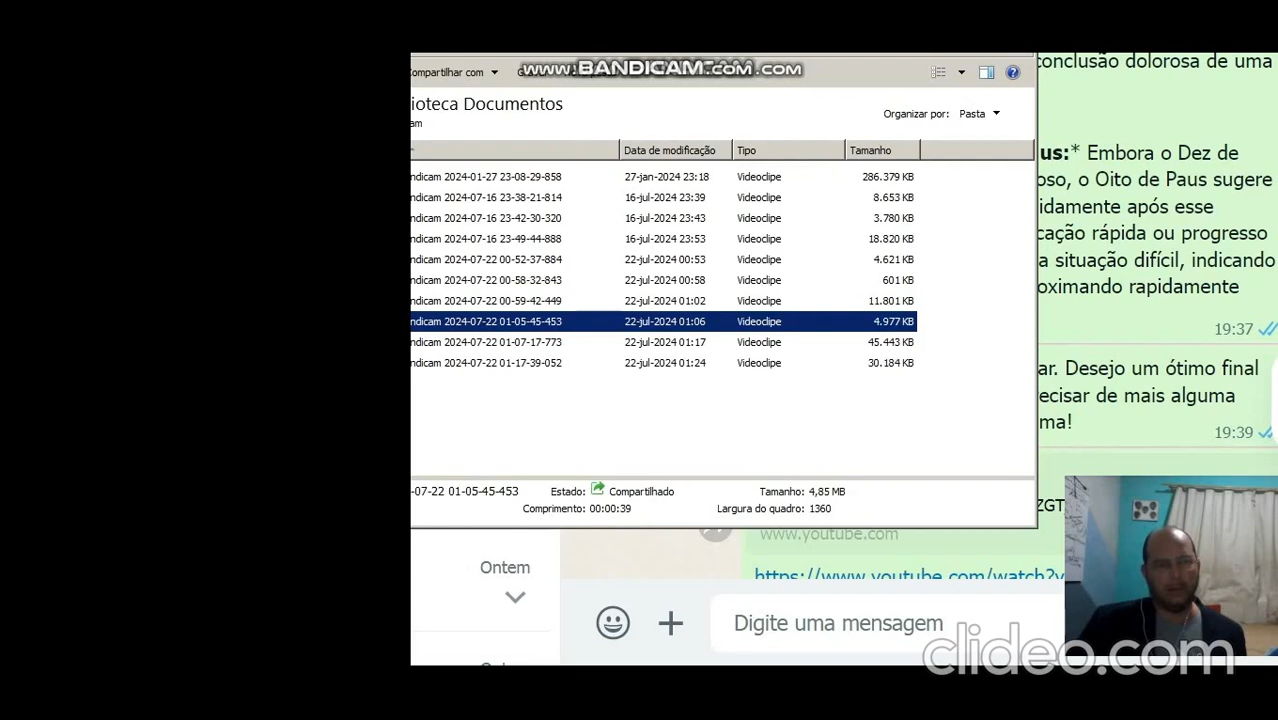 ompartilhar com
www.BANDICAM.com.com
ioteca Documentos
am
Organizar por: Pasta
Data de modificação Tipo Tamanho
ndicam 2024-01-27 23-08-29-858 27-jan-2024 23:18 Videoclipe 286.379 KB
ndicam 2024-07-16 23-38-21-814 16-jul-2024 23:39 Videoclipe 8.653 KB
ndicam 2024-07-16 23-42-30-320 16-jul-2024 23:43 Videoclipe 3.780 KB
ndicam 2024-07-16 23-49-44-888 16-jul-2024 23:53 Videoclipe 18.820 KB
ndicam 2024-07-22 00-52-37-884 22-jul-2024 00:53 Videoclipe 4.621 KB
ndicam 2024-07-22 00-58-32-843 22-jul-2024 00:58 Videoclipe 601 KB
ndicam 2024-07-22 00-59-42-449 22-jul-2024 01:02 Videoclipe 11.801 KB
ndicam 2024-07-22 01-05-45-453 22-jul-2024 01:06 Videoclipe 4.977 KB
ndicam 2024-07-22 01-07-17-773 22-jul-2024 01:17 Videoclipe 45.443 KB
ndicam 2024-07-22 01-17-39-052 22-jul-2024 01:24 Videoclipe 30.184 KB
-07-22 01-05-45-453 Estado: Compartilhado Tamanho: 4,85 MB
Comprimento: 00:00:39 Largura do quadro: 1360
conclusão dolorosa de uma
us:* Embora o Dez de
oso, o Oito de Paus sugere
idamente após esse
cação rápida ou progresso
a situação difícil, indicando
oximando rapidamente
19:37
ar. Desejo um ótimo final
ecisar de mais alguma
ma!
19:39
ZGT
www.youtube.com
https://www.youtube.com/watch?v
Ontem
Digite uma mensagem
clideo.com